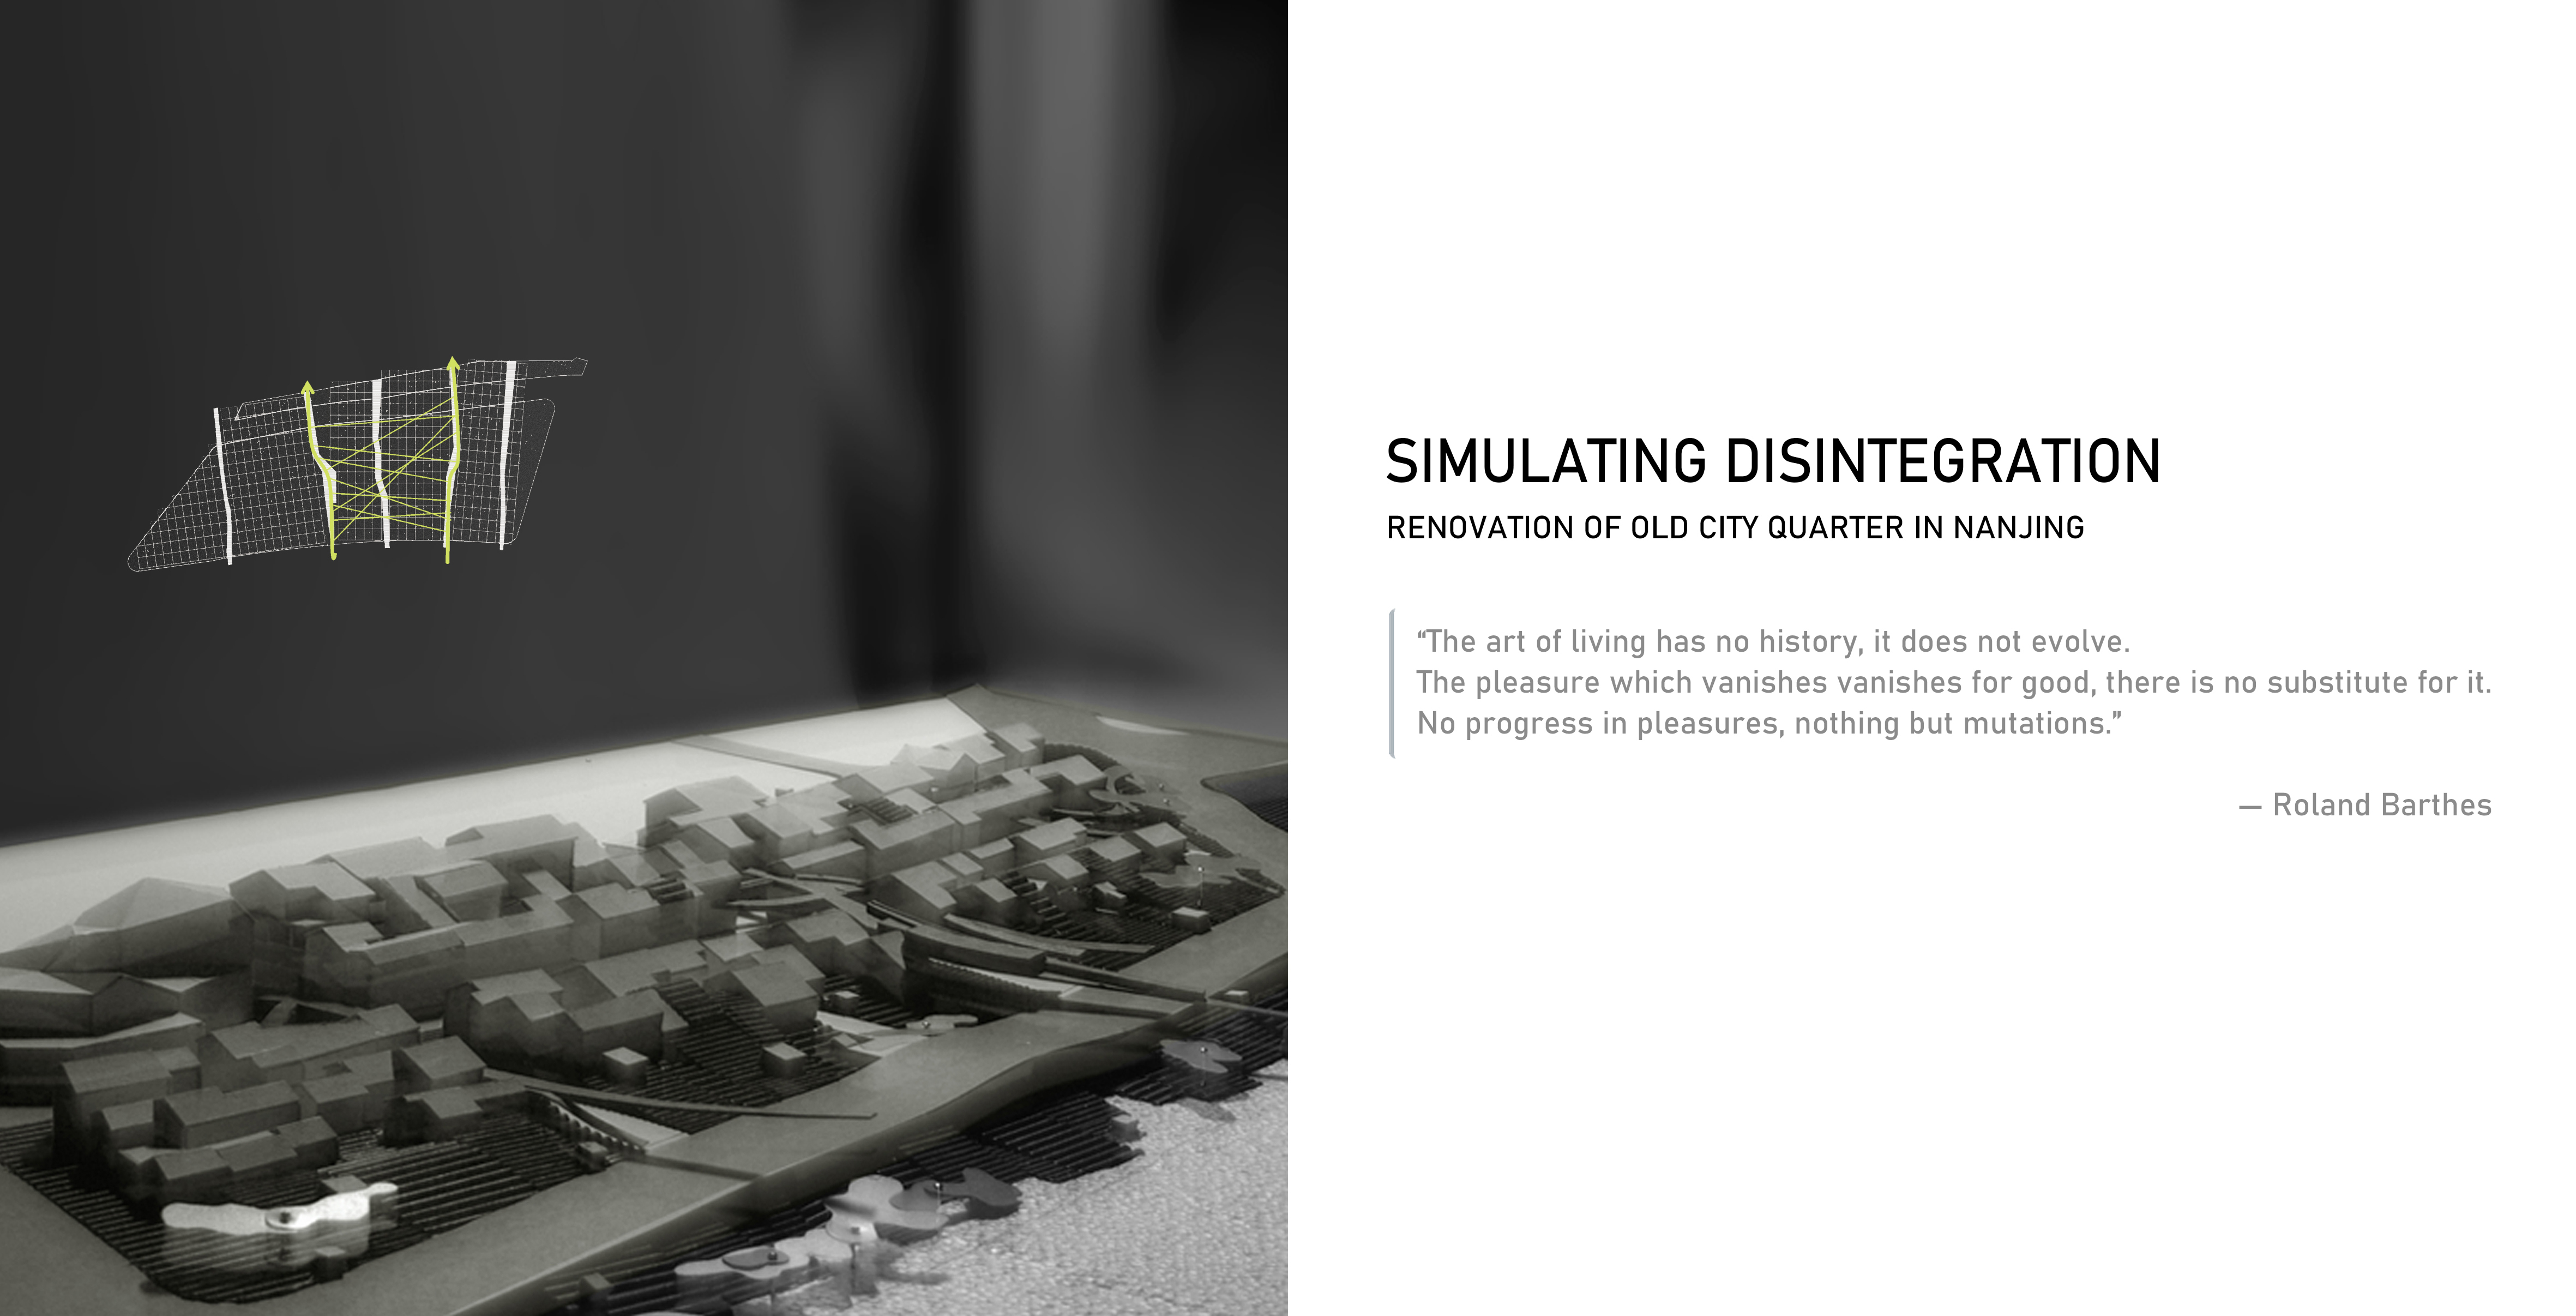 SIMULATING DISINTEGRATION
RENOVATION OF OLD CITY QUARTER IN NANJING
“The art of living has no history, it does not evolve.
The pleasure which vanishes vanishes for good, there is no substitute for it.
No progress in pleasures, nothing but mutations.”
— Roland Barthes